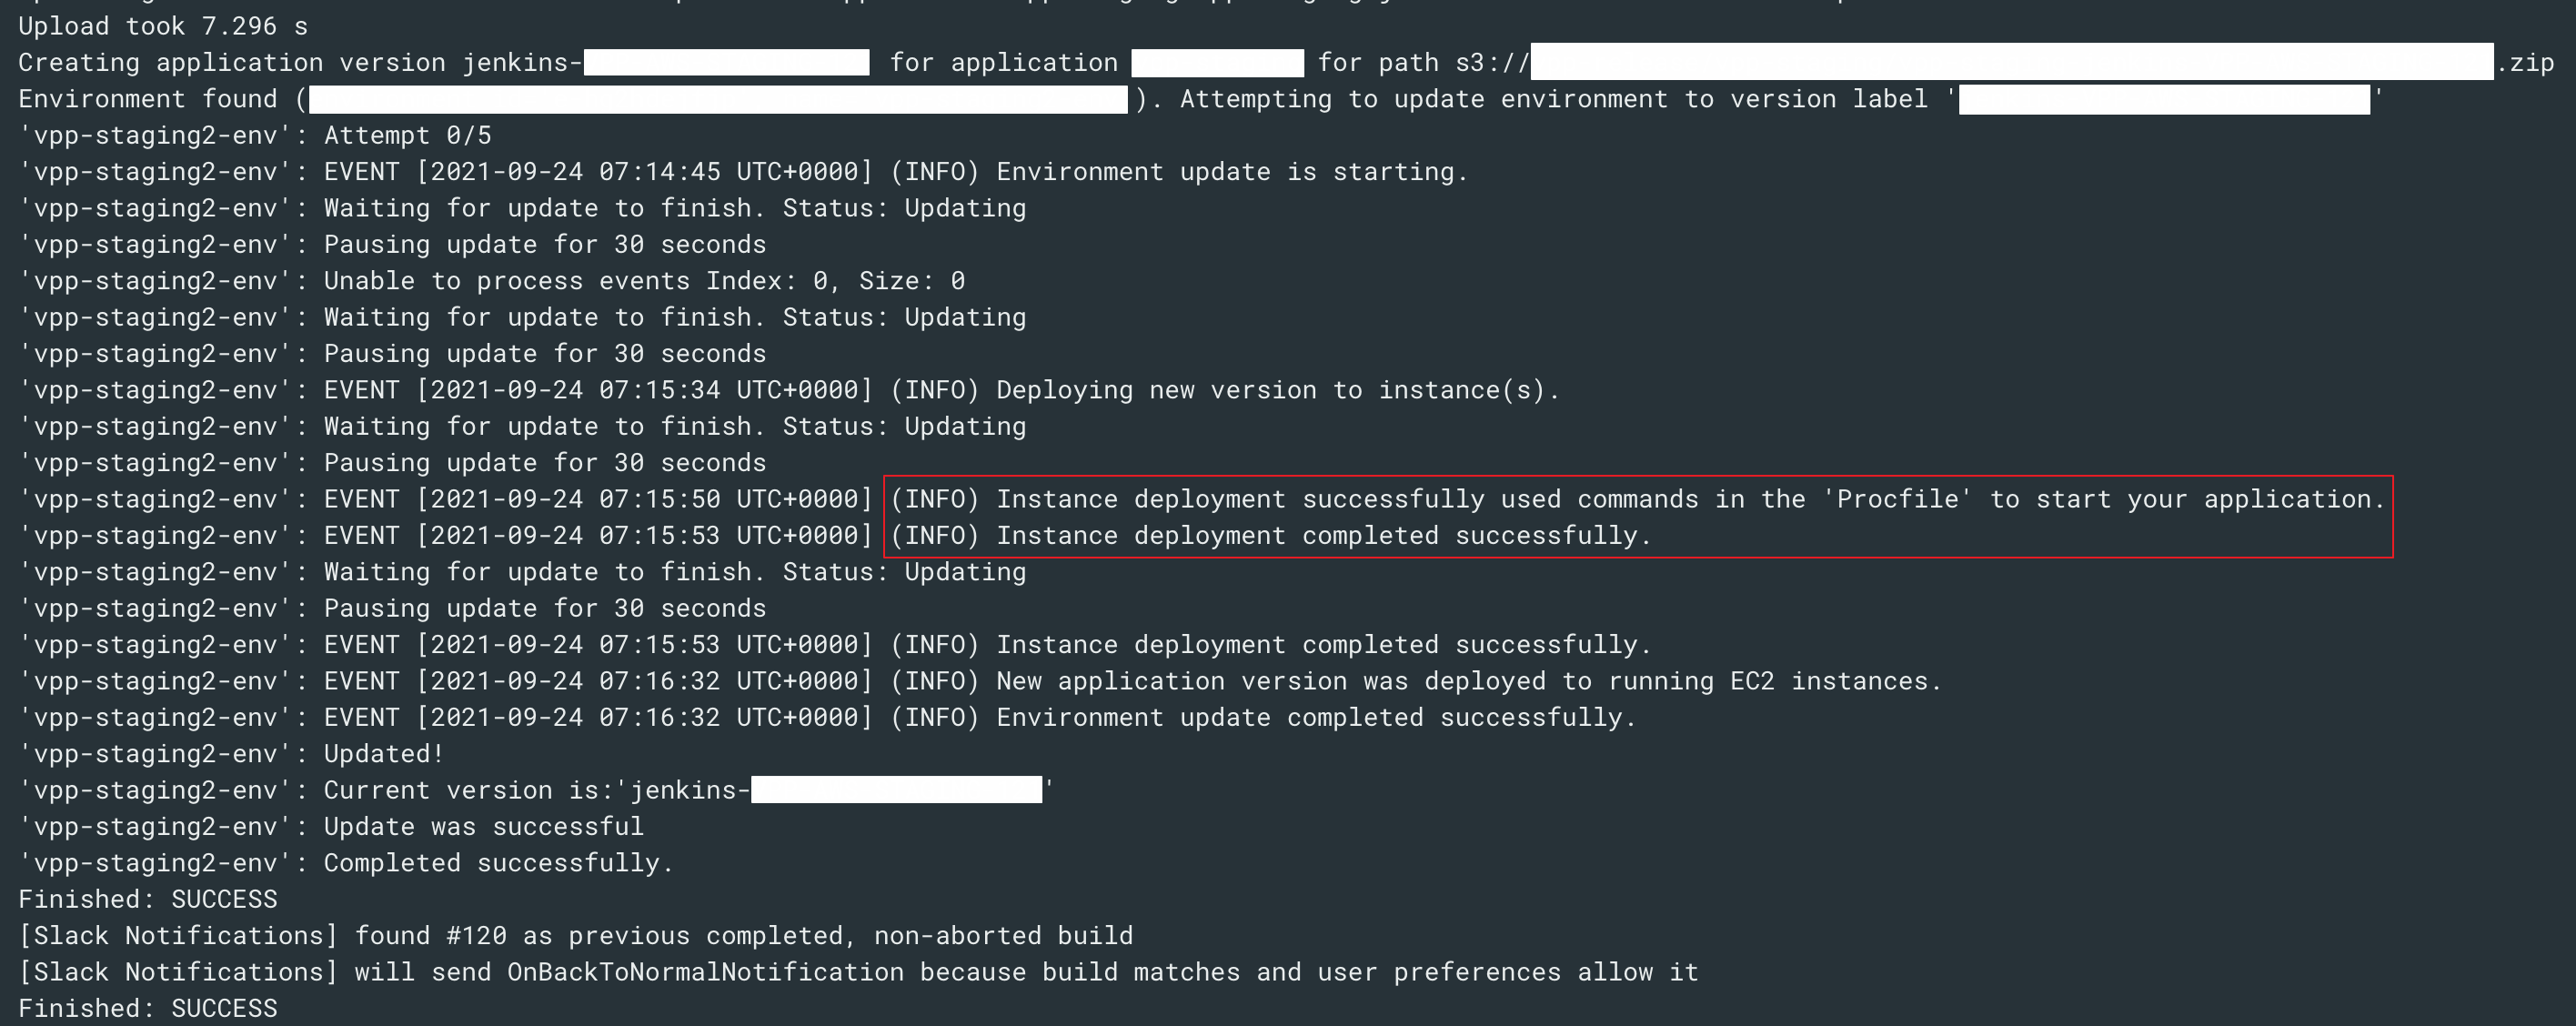 Upload took 7.296 s
Creating application version jenkins- for application for path s3:// .zip
Environment found ( ). Attempting to update environment to version label ' '
'vpp-staging2-env': Attempt 0/5
'vpp-staging2-env': EVENT [2021-09-24 07:14:45 UTC+0000] (INFO) Environment update is starting.
'vpp-staging2-env': Waiting for update to finish. Status: Updating
'vpp-staging2-env': Pausing update for 30 seconds
'vpp-staging2-env': Unable to process events Index: 0, Size: 0
'vpp-staging2-env': Waiting for update to finish. Status: Updating
'vpp-staging2-env': Pausing update for 30 seconds
'vpp-staging2-env': EVENT [2021-09-24 07:15:34 UTC+0000] (INFO) Deploying new version to instance(s).
'vpp-staging2-env': Waiting for update to finish. Status: Updating
'vpp-staging2-env': Pausing update for 30 seconds
'vpp-staging2-env': EVENT [2021-09-24 07:15:50 UTC+0000] (INFO) Instance deployment successfully used commands in the 'Procfile' to start your application.
'vpp-staging2-env': EVENT [2021-09-24 07:15:53 UTC+0000] (INFO) Instance deployment completed successfully.
'vpp-staging2-env': Waiting for update to finish. Status: Updating
'vpp-staging2-env': Pausing update for 30 seconds
'vpp-staging2-env': EVENT [2021-09-24 07:15:53 UTC+0000] (INFO) Instance deployment completed successfully.
'vpp-staging2-env': EVENT [2021-09-24 07:16:32 UTC+0000] (INFO) New application version was deployed to running EC2 instances.
'vpp-staging2-env': EVENT [2021-09-24 07:16:32 UTC+0000] (INFO) Environment update completed successfully.
'vpp-staging2-env': Updated!
'vpp-staging2-env': Current version is:'jenkins- '
'vpp-staging2-env': Update was successful
'vpp-staging2-env': Completed successfully.
Finished: SUCCESS
[Slack Notifications] found #120 as previous completed, non-aborted build
[Slack Notifications] will send OnBackToNormalNotification because build matches and user preferences allow it
Finished: SUCCESS